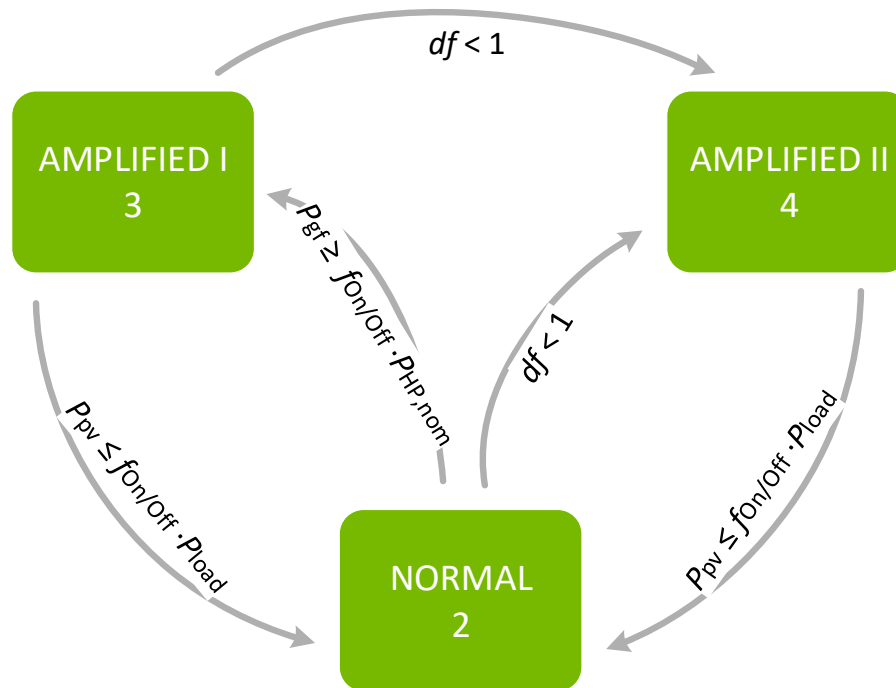 df < 1
AMPLIFIED I
3
AMPLIFIED II
4
Pgf ≥ fOn/Off · PHP,nom
df < 1
Ppv ≤ fOn/Off · Pload
Ppv ≤ fOn/Off · Pload
NORMAL
2